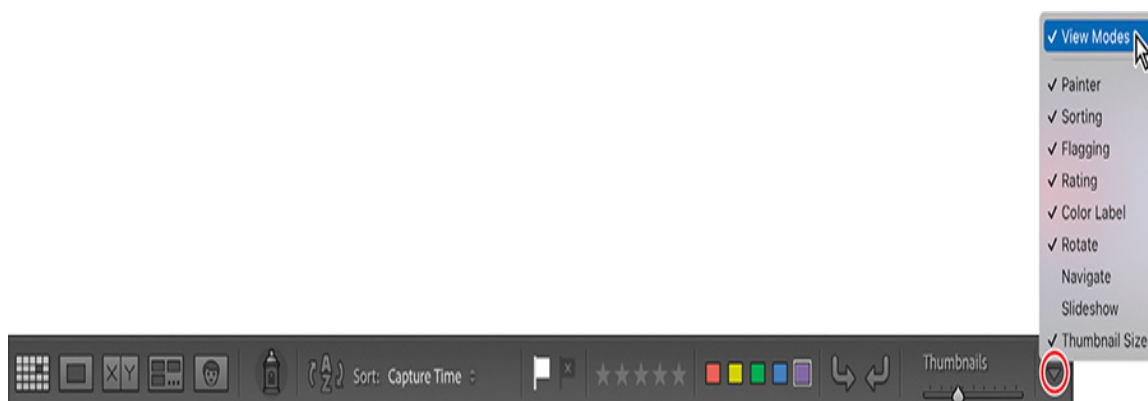 ✓ View Modes
✓ Painter
✓ Sorting
✓ Flagging
✓ Rating
✓ Color Label
✓ Rotate
Navigate
Slideshow
✓ Thumbnail Size
X Y
A
Z
Sort: Capture Time
Thumbnails